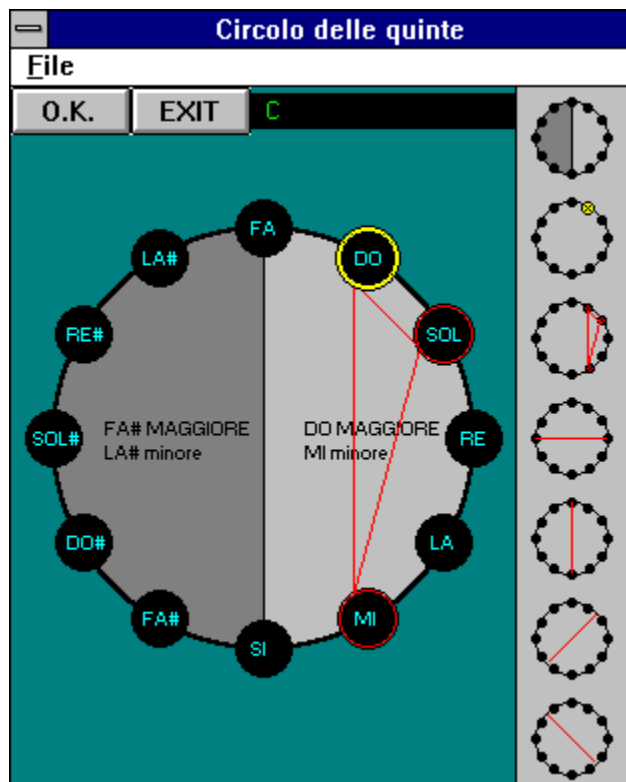 Circolo delle quinte
File
O.K. EXIT C
FA
LA# DO
RE# SOL
FA# MAGGIORE DO MAGGIORE
SOL# RE
LA# minore MI minore
DO# LA
FA# MI
SI